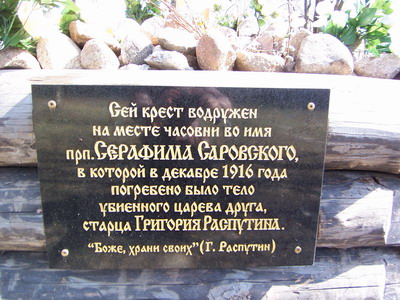 Сей крест водружен
на месте часовни во имя
прп. Серафима Саровского,
в которой в декабре 1916 года
погребено было тело
убиенного царева друга,
старца Григория Распутина.
"Боже, храни своих" (Г. Распутин)